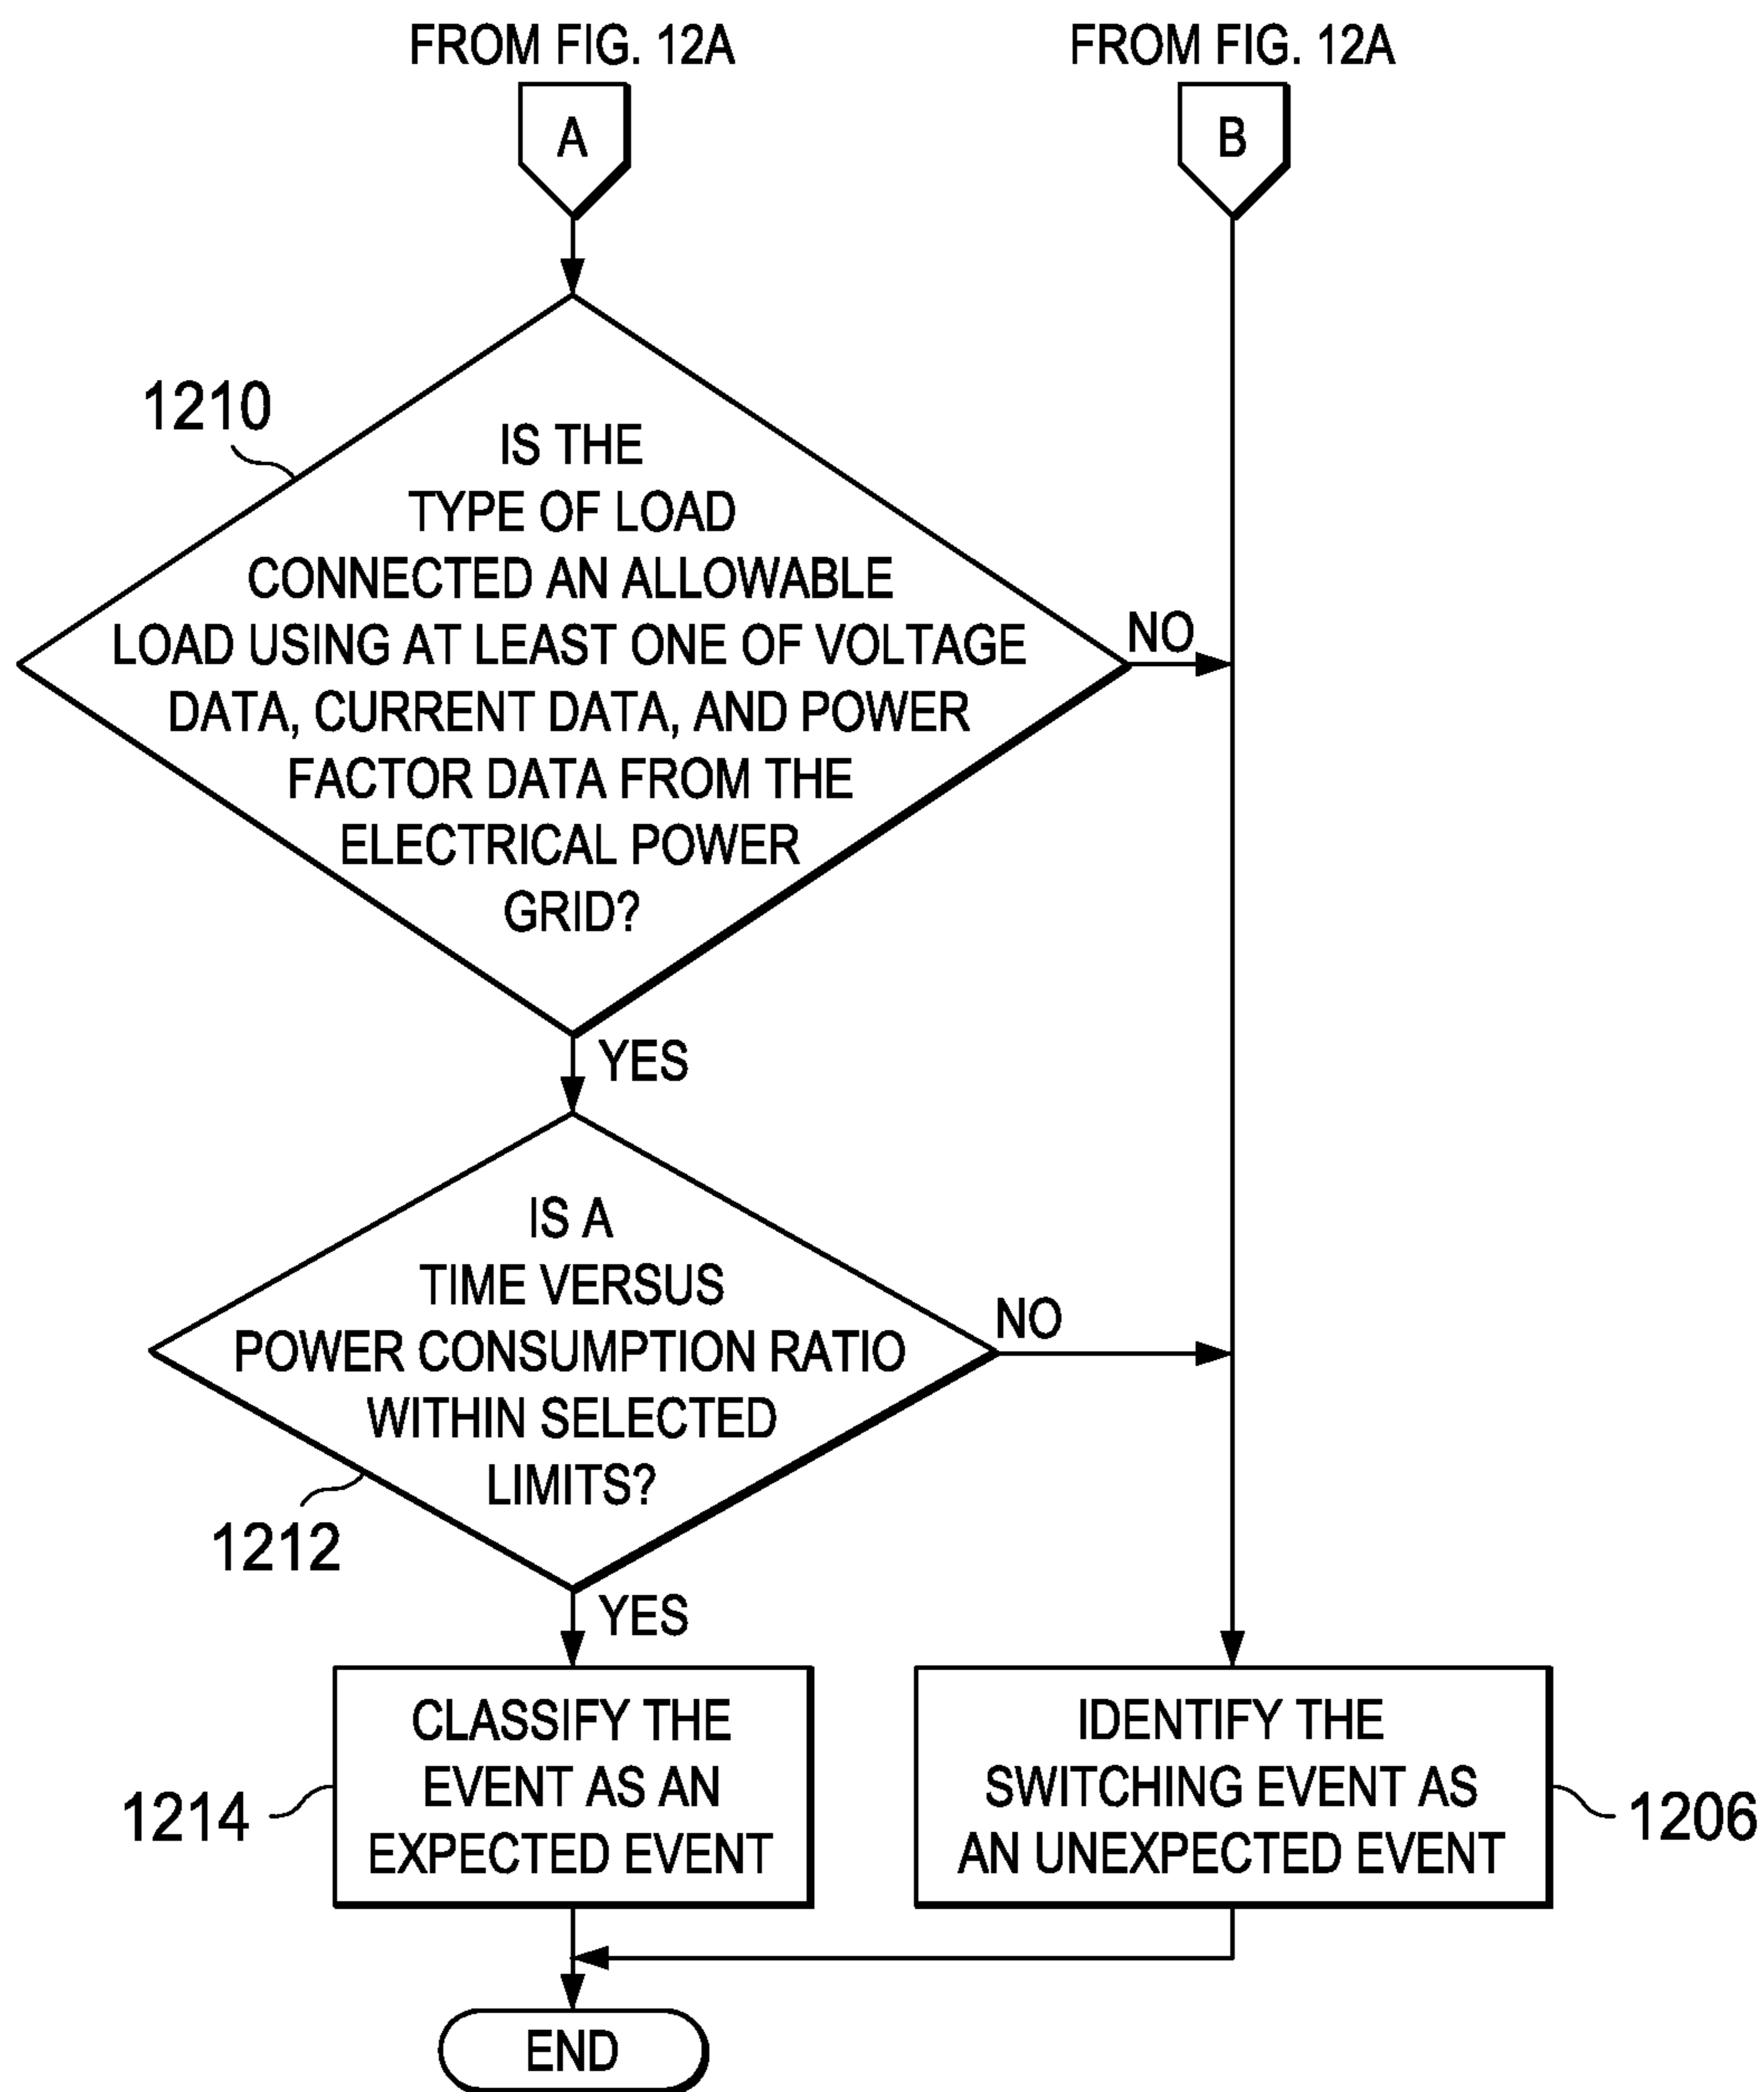 FROM FIG. 12A
FROM FIG. 12A
A
B
1210
IS THE
TYPE OF LOAD
CONNECTED AN ALLOWABLE
LOAD USING AT LEAST ONE OF VOLTAGE
DATA, CURRENT DATA, AND POWER
FACTOR DATA FROM THE
ELECTRICAL POWER
GRID?
NO
YES
IS A
TIME VERSUS
POWER CONSUMPTION RATIO
WITHIN SELECTED
LIMITS?
NO
1212
YES
CLASSIFY THE
EVENT AS AN
EXPECTED EVENT
1214
IDENTIFY THE
SWITCHING EVENT AS
AN UNEXPECTED EVENT
1206
END